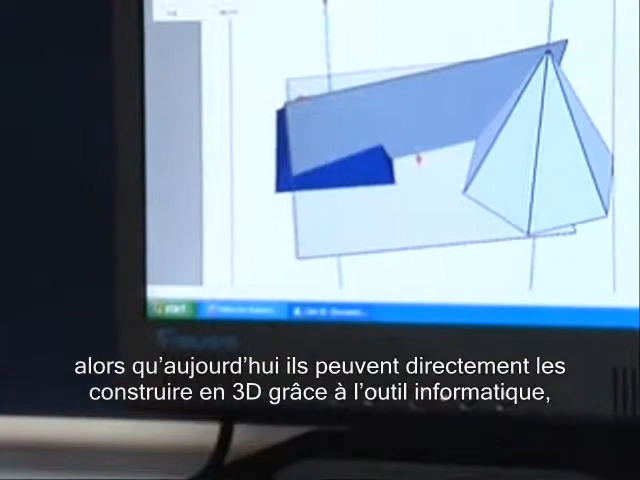 alors qu’aujourd’hui ils peuvent directement les
construire en 3D grâce à l’outil informatique,